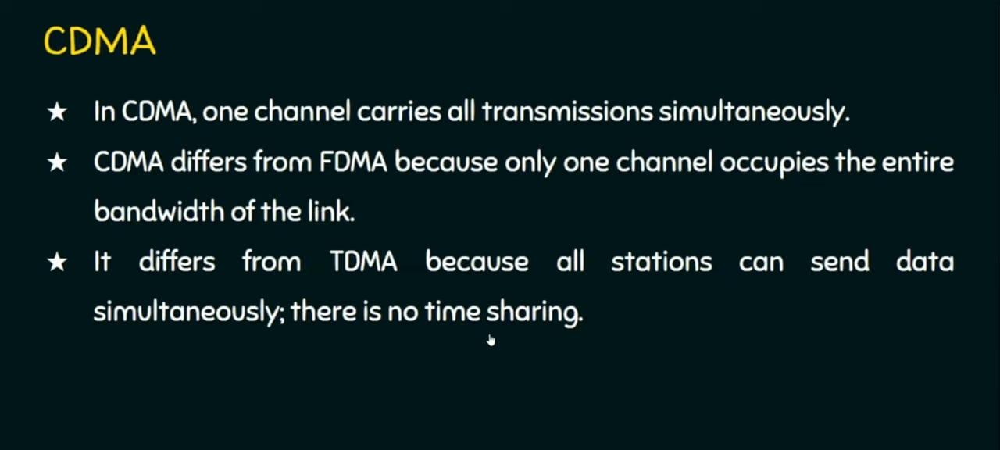 CDMA
★ In CDMA, one channel carries all transmissions simultaneously.
★ CDMA differs from FDMA because only one channel occupies the entire
bandwidth of the link.
★ It differs from TDMA because all stations can send data
simultaneously; there is no time sharing.